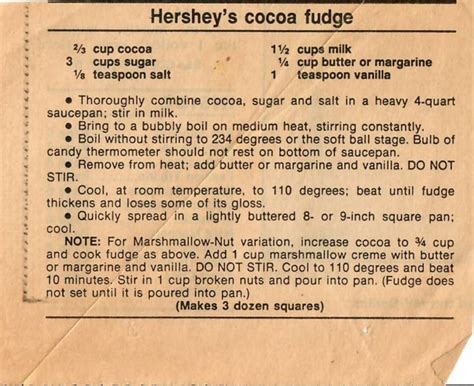 Hershey's cocoa fudge
⅔ cup cocoa
3 cups sugar
⅛ teaspoon salt
1½ cups milk
¼ cup butter or margarine
1 teaspoon vanilla
● Thoroughly combine cocoa, sugar and salt in a heavy 4-quart
saucepan; stir in milk.
● Bring to a bubbly boil on medium heat, stirring constantly.
● Boil without stirring to 234 degrees or the soft ball stage. Bulb of
candy thermometer should not rest on bottom of saucepan.
● Remove from heat; add butter or margarine and vanilla. DO NOT
STIR.
● Cool, at room temperature, to 110 degrees; beat until fudge
thickens and loses some of its gloss.
● Quickly spread in a lightly buttered 8- or 9-inch square pan;
cool.
NOTE: For Marshmallow-Nut variation, increase cocoa to ¾ cup
and cook fudge as above. Add 1 cup marshmallow creme with butter
or margarine and vanilla. DO NOT STIR. Cool to 110 degrees and beat
10 minutes. Stir in 1 cup broken nuts and pour into pan. (Fudge does
not set until it is poured into pan.)
(Makes 3 dozen squares)